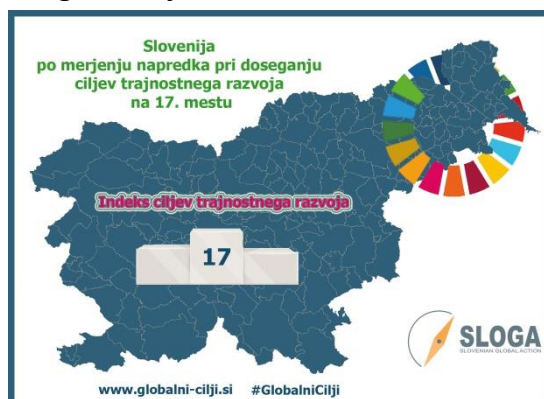 Slovenija
po merjenju napredka pri doseganju
ciljev trajnostnega razvoja
na 17. mestu
Indeks ciljev trajnostnega razvoja
17
SLOGA
SLOVENIAN GLOBAL ACTION
www.globalni-cilji.si #GlobalniCilji